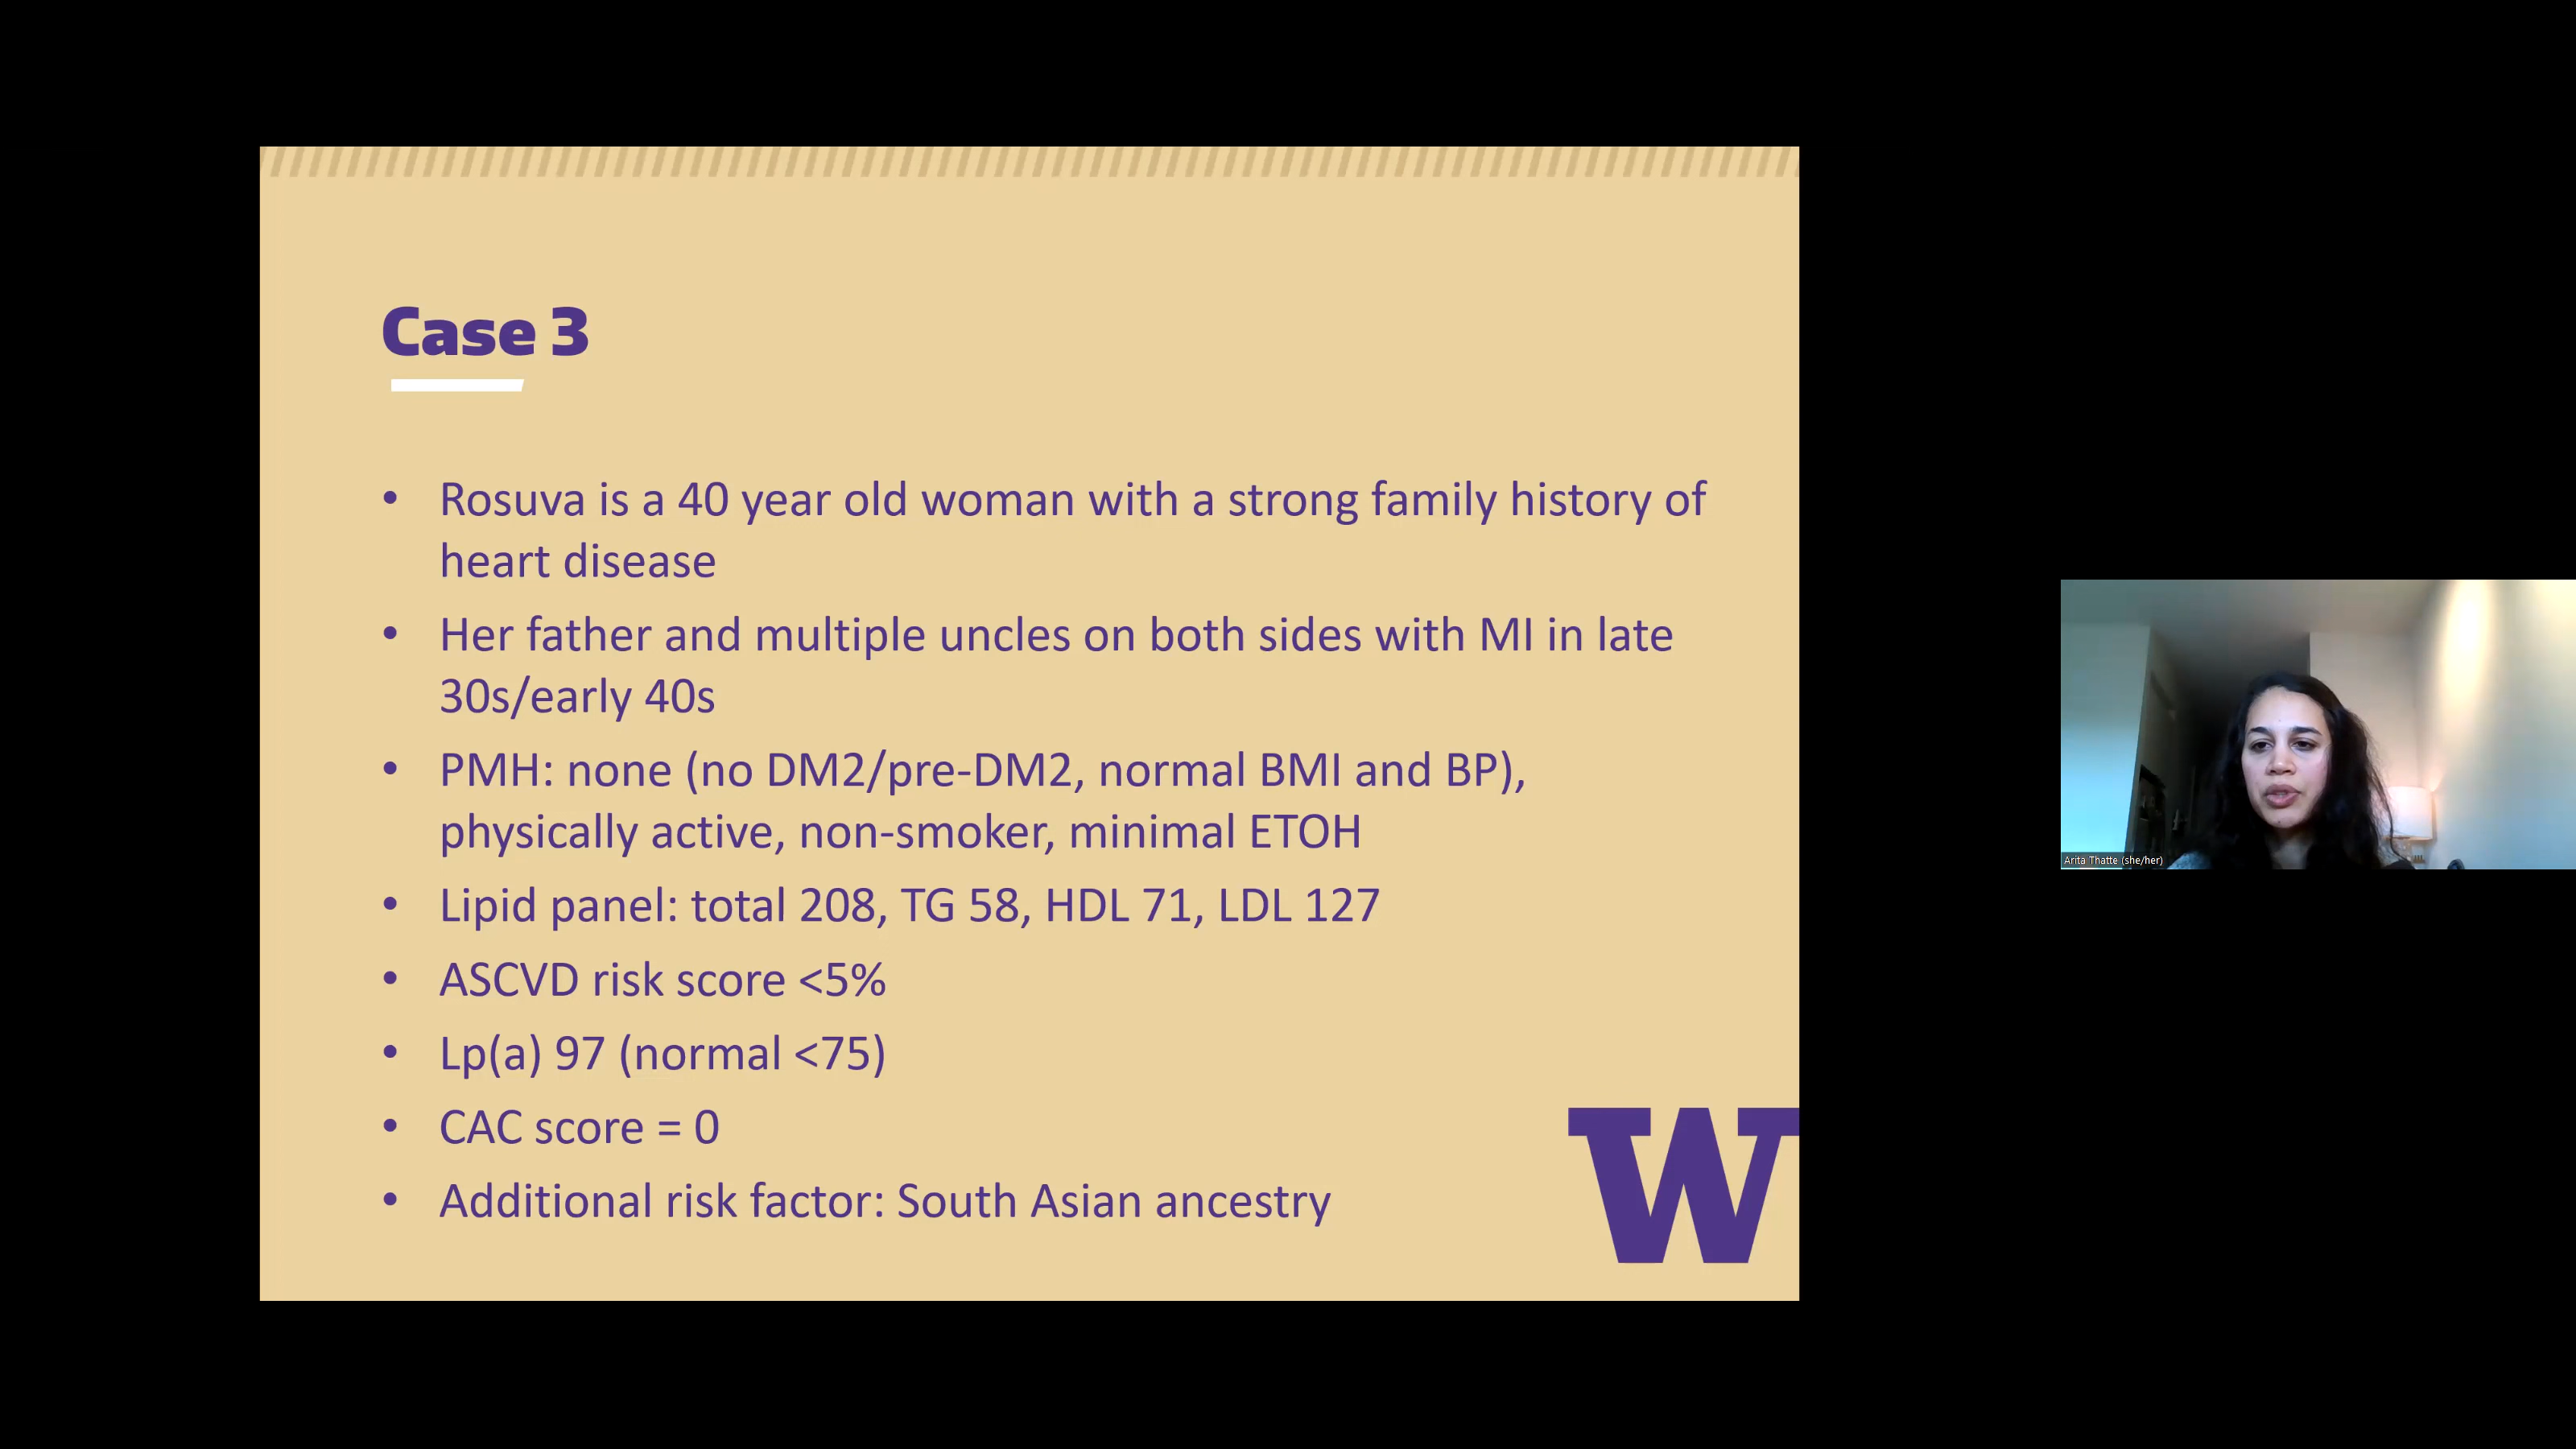 Case 3
• Rosuva is a 40 year old woman with a strong family history of
heart disease
• Her father and multiple uncles on both sides with MI in late
30s/early 40s
• PMH: none (no DM2/pre-DM2, normal BMI and BP),
physically active, non-smoker, minimal ETOH
• Lipid panel: total 208, TG 58, HDL 71, LDL 127
• ASCVD risk score <5%
• Lp(a) 97 (normal <75)
• CAC score = 0
• Additional risk factor: South Asian ancestry
W
Arita Thatte (she/her)